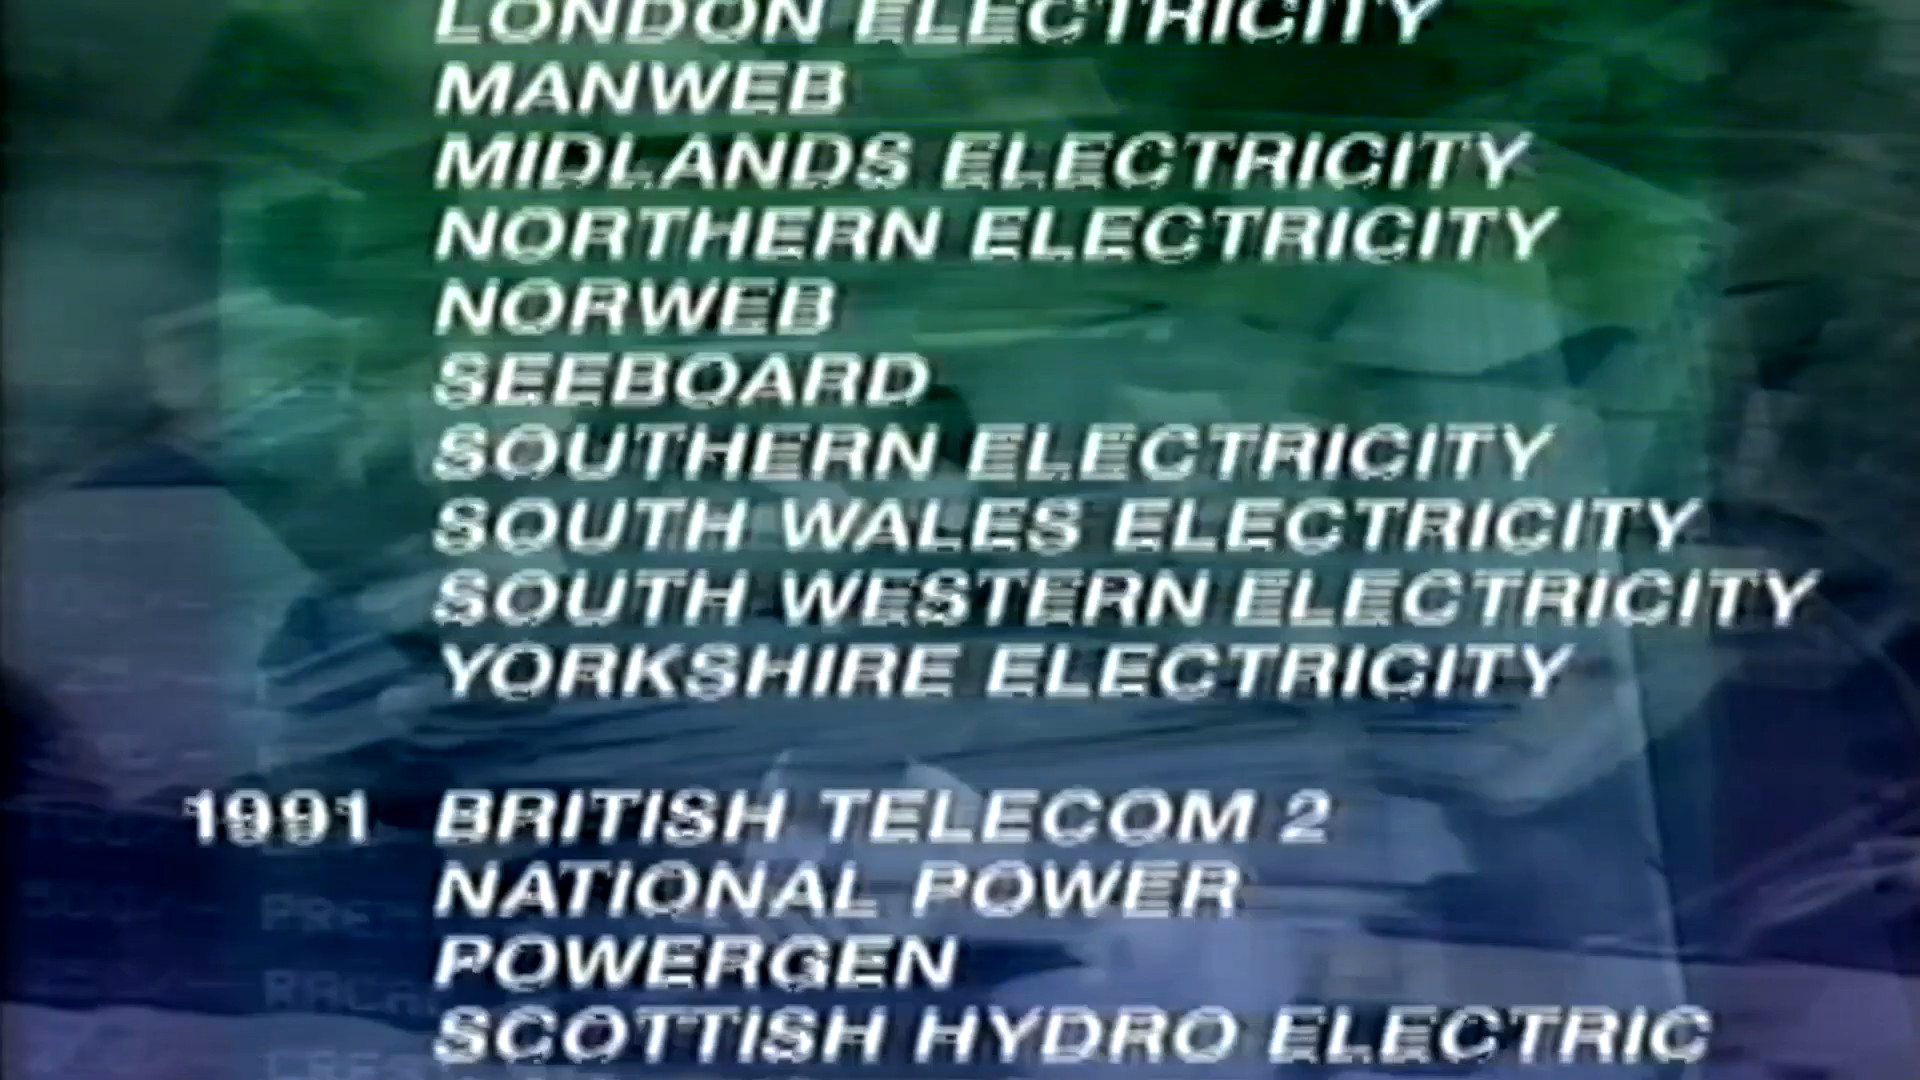 LONDON ELECTRICITY
MANWEB
MIDLANDS ELECTRICITY
NORTHERN ELECTRICITY
NORWEB
SEEBOARD
SOUTHERN ELECTRICITY
SOUTH WALES ELECTRICITY
SOUTH WESTERN ELECTRICITY
YORKSHIRE ELECTRICITY
1991 BRITISH TELECOM 2
NATIONAL POWER
POWERGEN
SCOTTISH HYDRO ELECTRIC